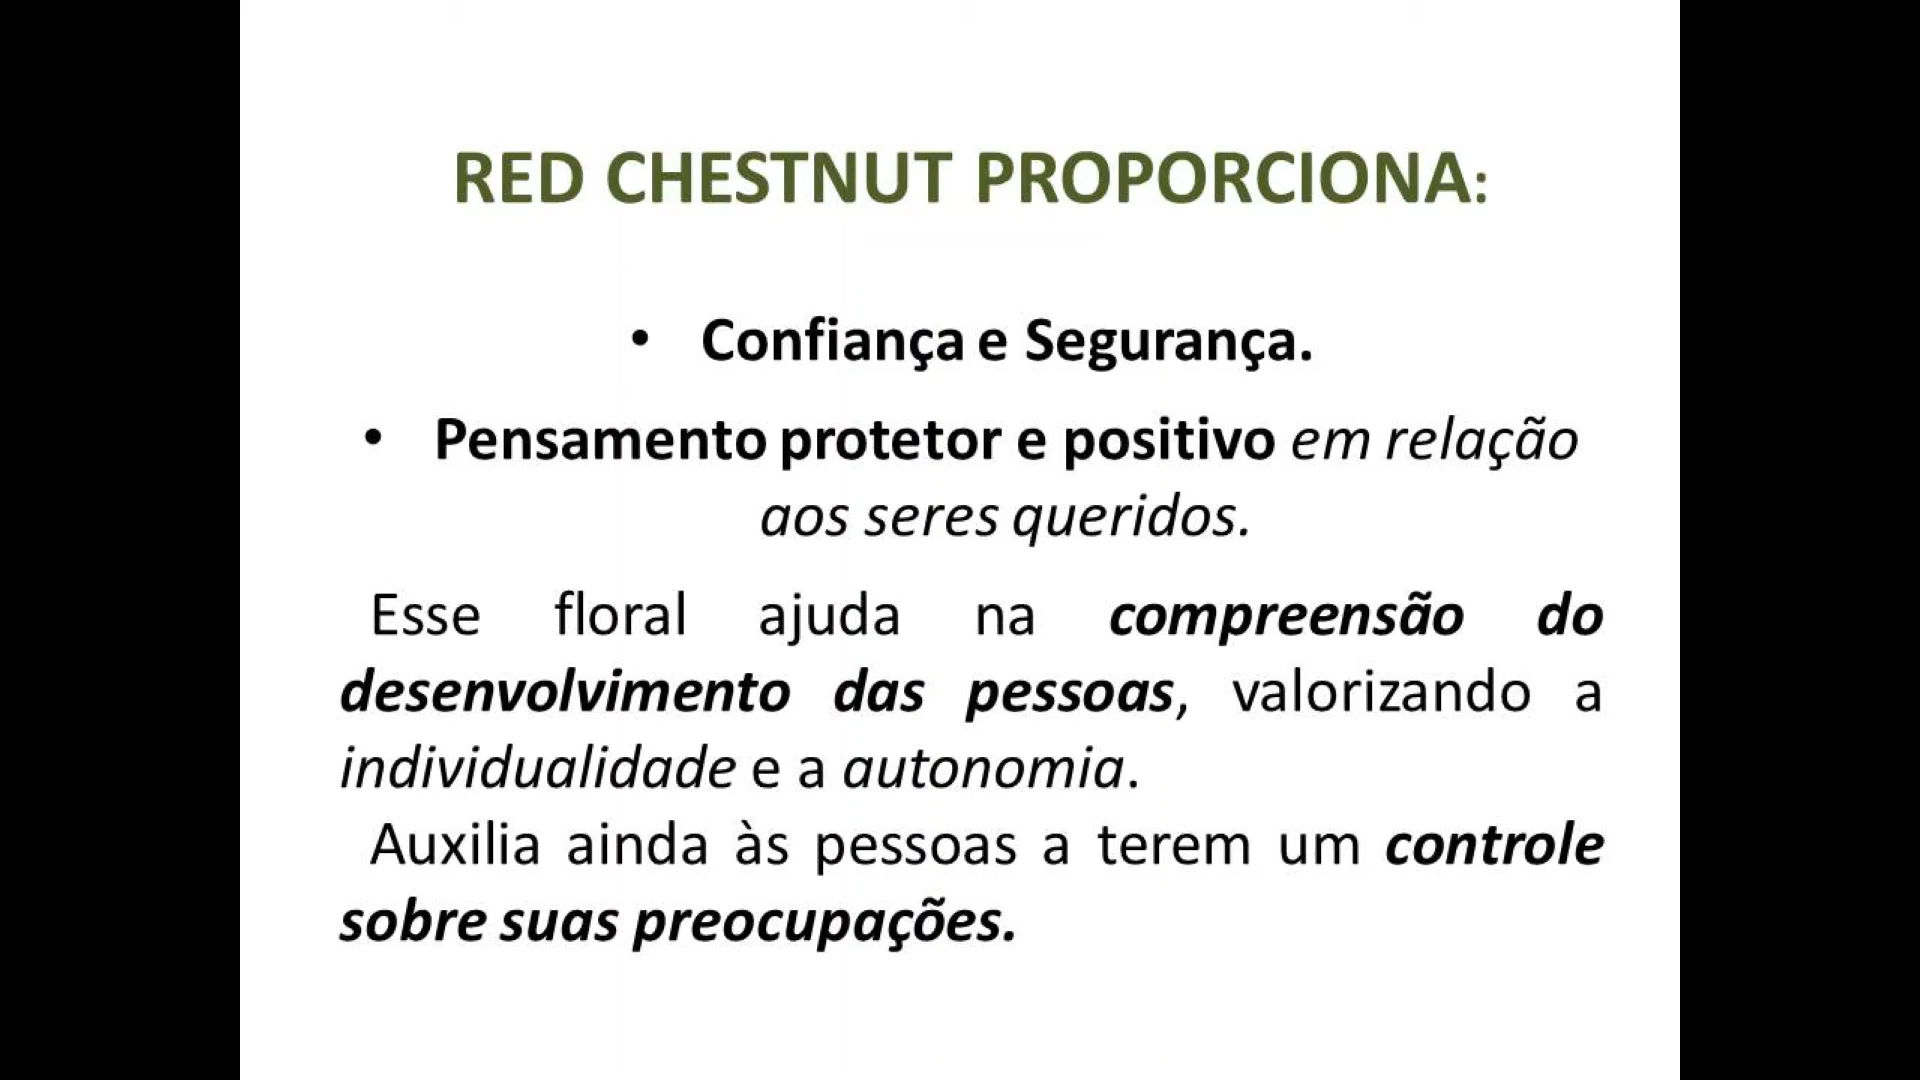 RED CHESTNUT PROPORCIONA:
• Confiança e Segurança.
• Pensamento protetor e positivo em relação
aos seres queridos.
Esse floral ajuda na compreensão do
desenvolvimento das pessoas, valorizando a
individualidade e a autonomia.
Auxilia ainda às pessoas a terem um controle
sobre suas preocupações.